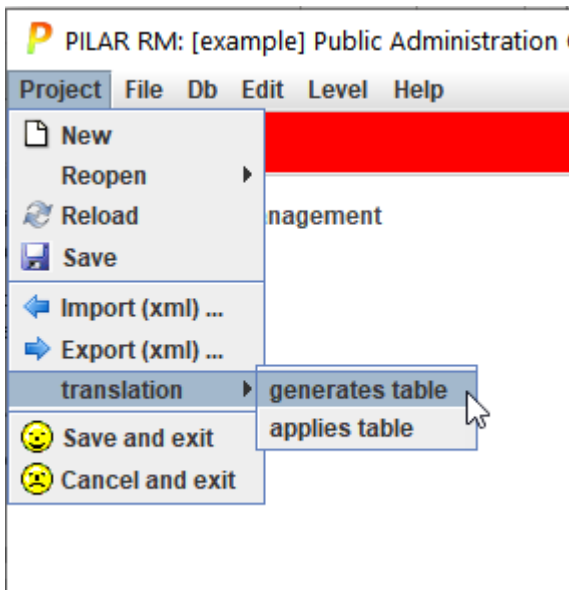 PILAR RM: [example] Public Administration
Project File Db Edit Level Help
New
Reopen
nagement
Reload
Save
Import (xml) ...
Export (xml) ...
translation
generates table
applies table
Save and exit
Cancel and exit